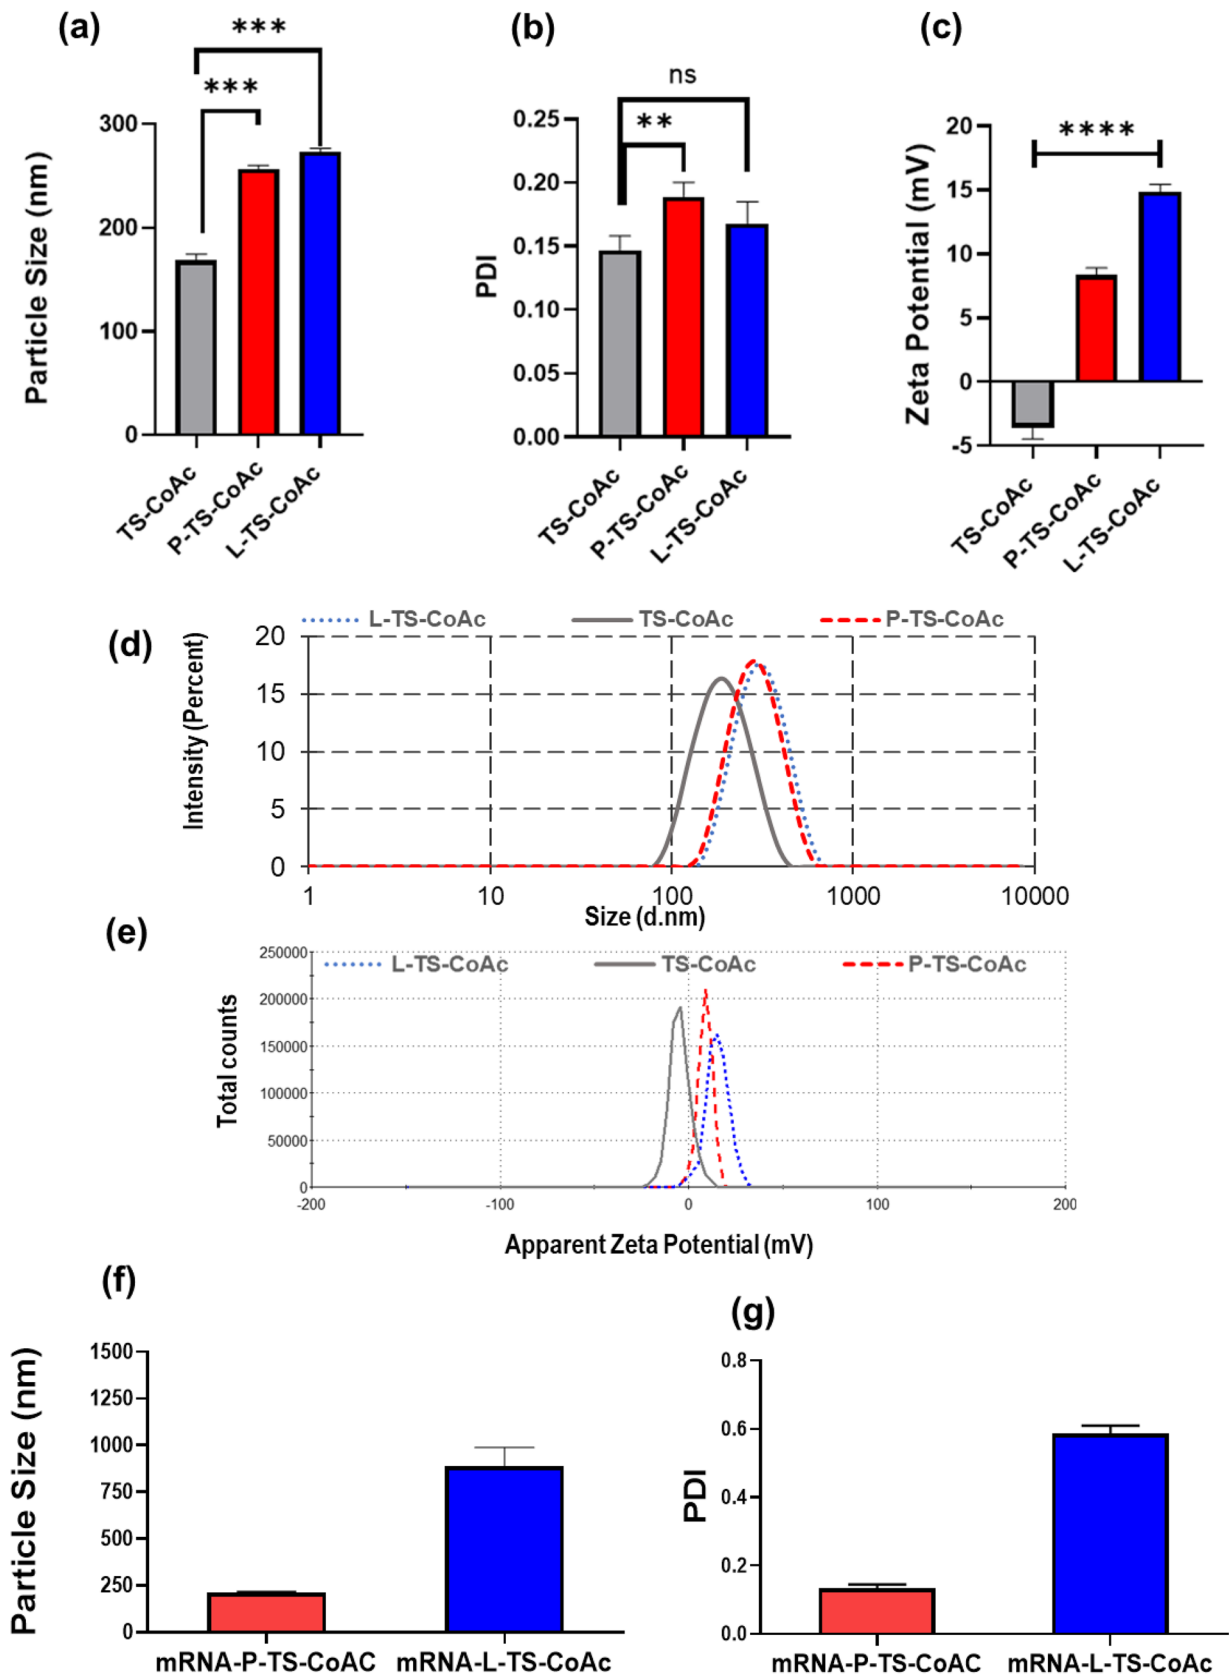 (a)
***
***
300
200
100
0
Particle Size (nm)
TS-CoAc
P-TS-CoAc
L-TS-CoAc
(b)
ns
**
0.25
0.20
0.15
0.10
0.05
0.00
PDI
TS-CoAc
P-TS-CoAc
L-TS-CoAc
(c)
****
20
15
10
5
0
-5
Zeta Potential (mV)
TS-CoAc
P-TS-CoAc
L-TS-CoAc
(d)
L-TS-CoAc TS-CoAc P-TS-CoAc
20
15
10
5
0
Intensity (Percent)
1 10 100 1000 10000
Size (d.nm)
(e)
L-TS-CoAc TS-CoAc P-TS-CoAc
250000
200000
150000
100000
50000
0
Total counts
-200 -100 0 100 200
Apparent Zeta Potential (mV)
(f)
1500
1250
1000
750
500
250
0
Particle Size (nm)
mRNA-P-TS-CoAC mRNA-L-TS-CoAc
(g)
0.8
0.6
0.4
0.2
0.0
PDI
mRNA-P-TS-CoAC mRNA-L-TS-CoAc